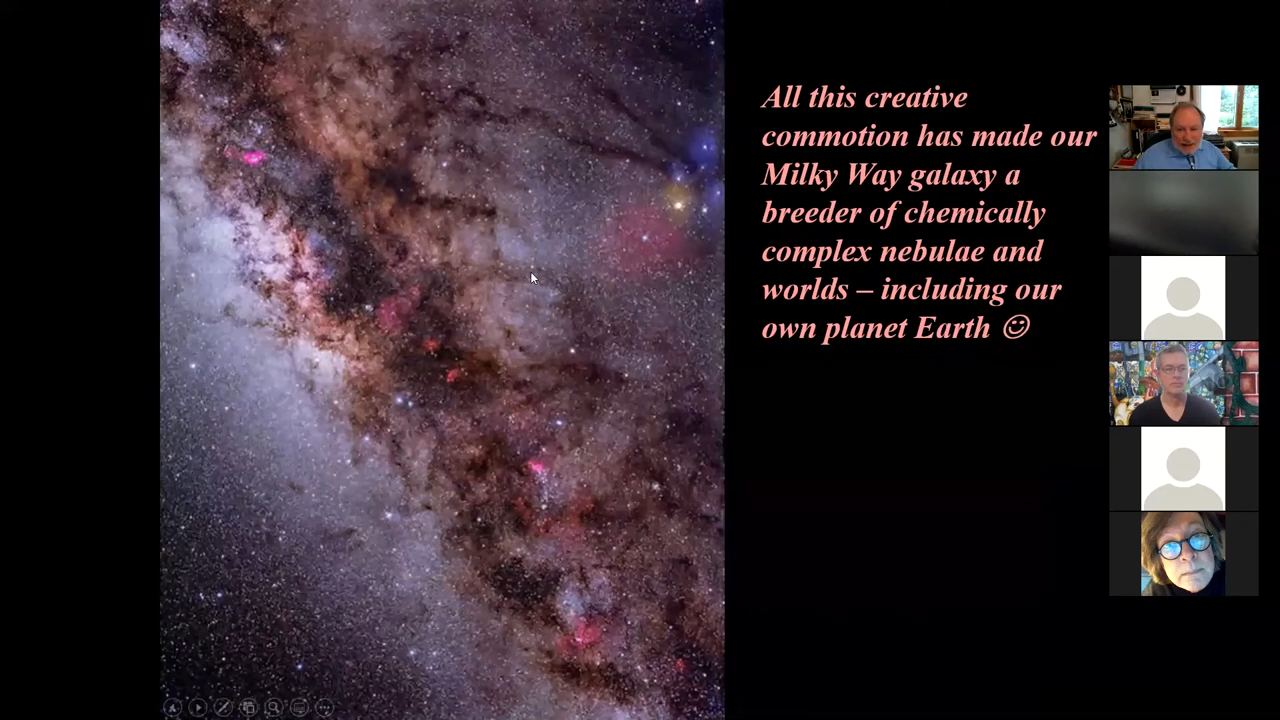 All this creative
commotion has made our
Milky Way galaxy a
breeder of chemically
complex nebulae and
worlds – including our
own planet Earth ☺